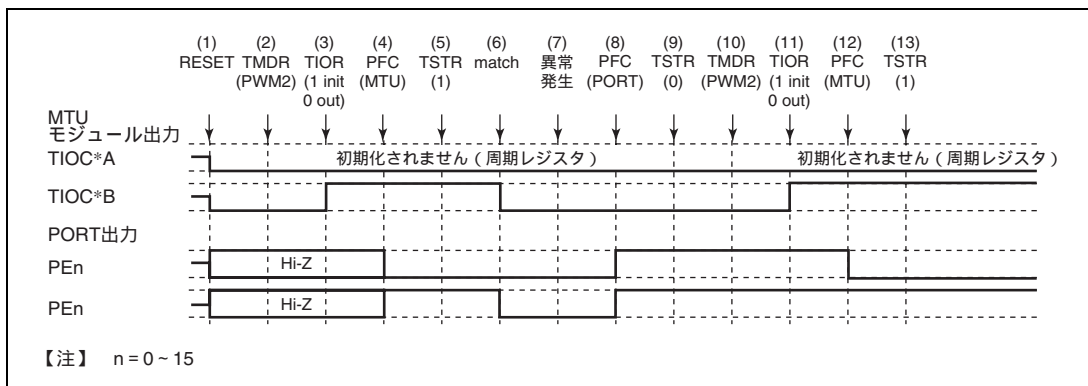 (1) (2) (3) (4) (5) (6) (7) (8) (9) (10) (11) (12) (13)
RESET TMDR TIOR PFC TSTR match 異常 PFC TSTR TMDR TIOR PFC TSTR
(PWM2) (1 init (MTU) (1) 発生 (PORT) (0) (PWM2) (1 init (MTU) (1)
0 out) 0 out)
MTU
モジュール出力
TIOC*A 初期化されません（周期レジスタ） 初期化されません（周期レジスタ）
TIOC*B
PORT出力
PEn Hi-Z
PEn Hi-Z
【注】 n = 0 ~ 15